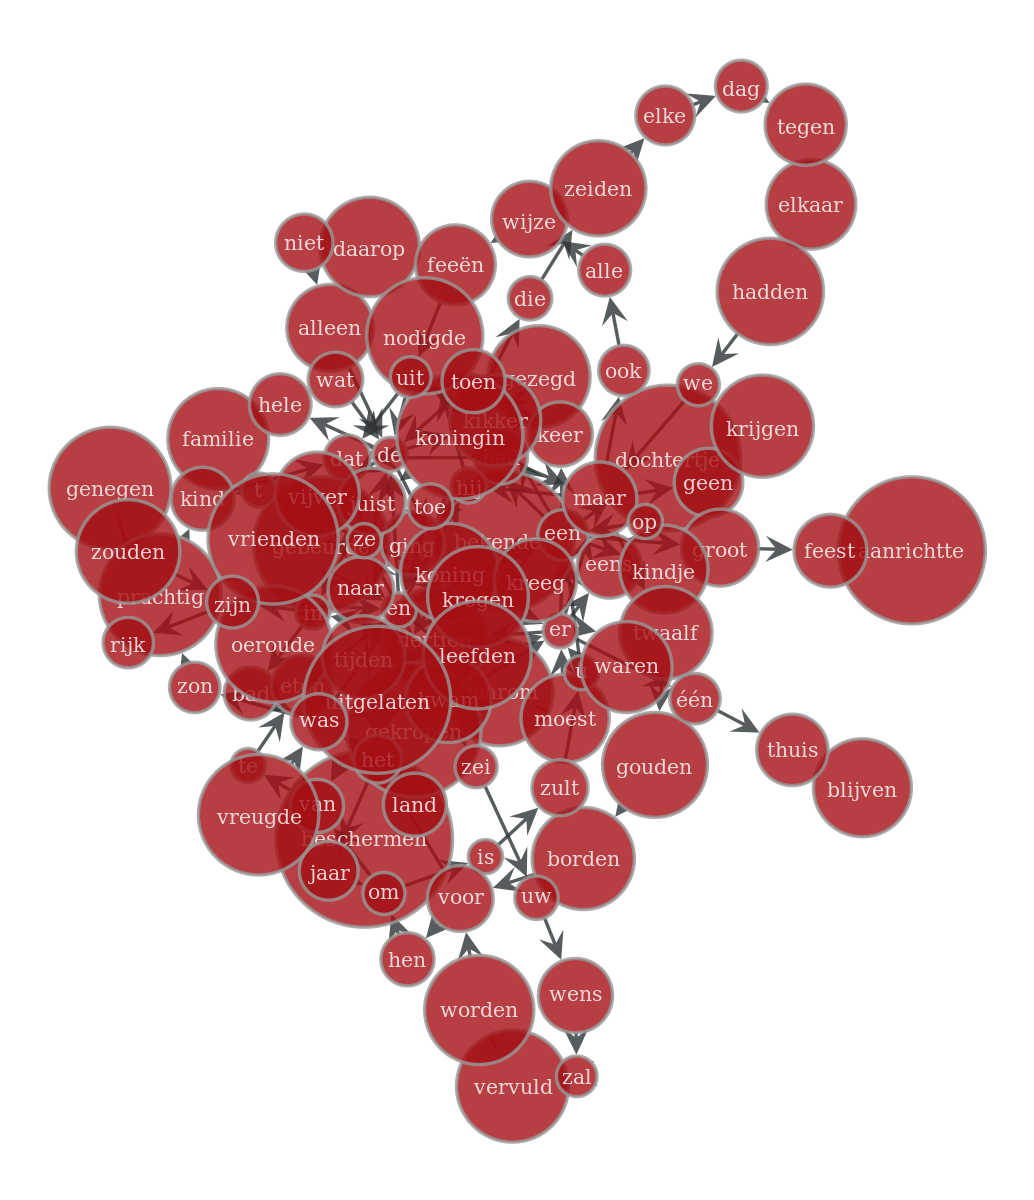 dag
elke
tegen
zeiden
elkaar
wijze
niet
daarop
feeën
alle
hadden
die
alleen
nodigde
wat
uit
toen
gezegd
ook
we
hele
kikker
krijgen
familie
koningin
keer
dat
de
dochtertje
genegen
kind
t
vijver
juist
hij
maar
geen
toe
op
zouden
vrienden
ze
ging
bekend
een
groot
feest
aanrichtte
koning
kreeg
eens
kindje
prachtig
zijn
naar
kregen
in
en
rijk
oeroude
er
twaalf
tijden
leefden
waren
zon
bad
eten
uitgelaten
kwam
u
één
was
moest
gekropen
thuis
te
het
zei
gouden
blijven
vreugde
van
land
zult
beschermen
jaar
is
borden
om
voor
uw
hen
wens
worden
vervuld
zal